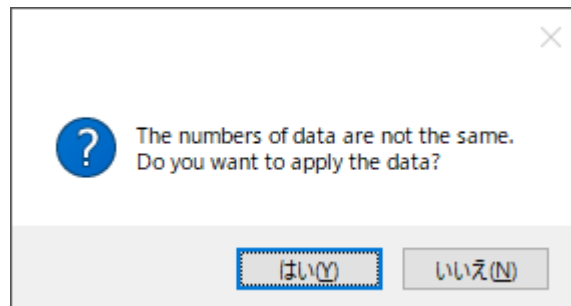 The numbers of data are not the same.
Do you want to apply the data?
はい(Y)
いいえ(N)